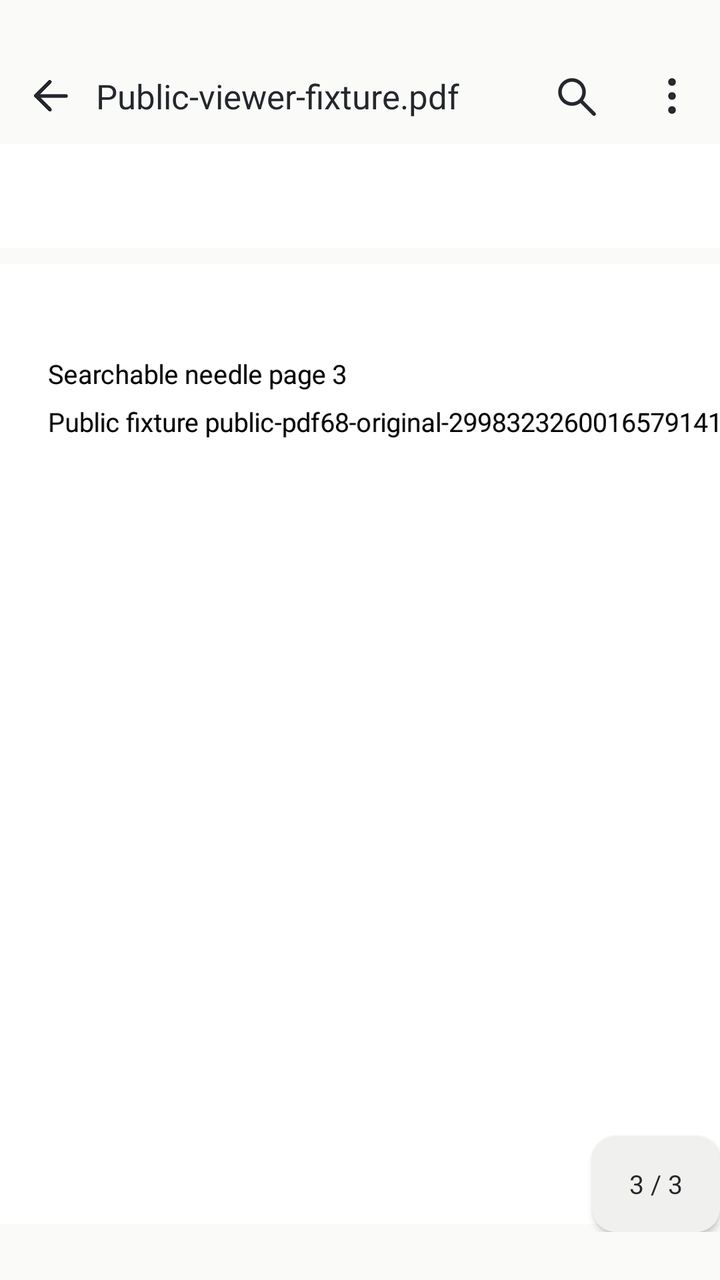 Public-viewer-fixture.pdf
Searchable needle page 3
Public fixture public-pdf68-original-2998323260016579141
3 / 3